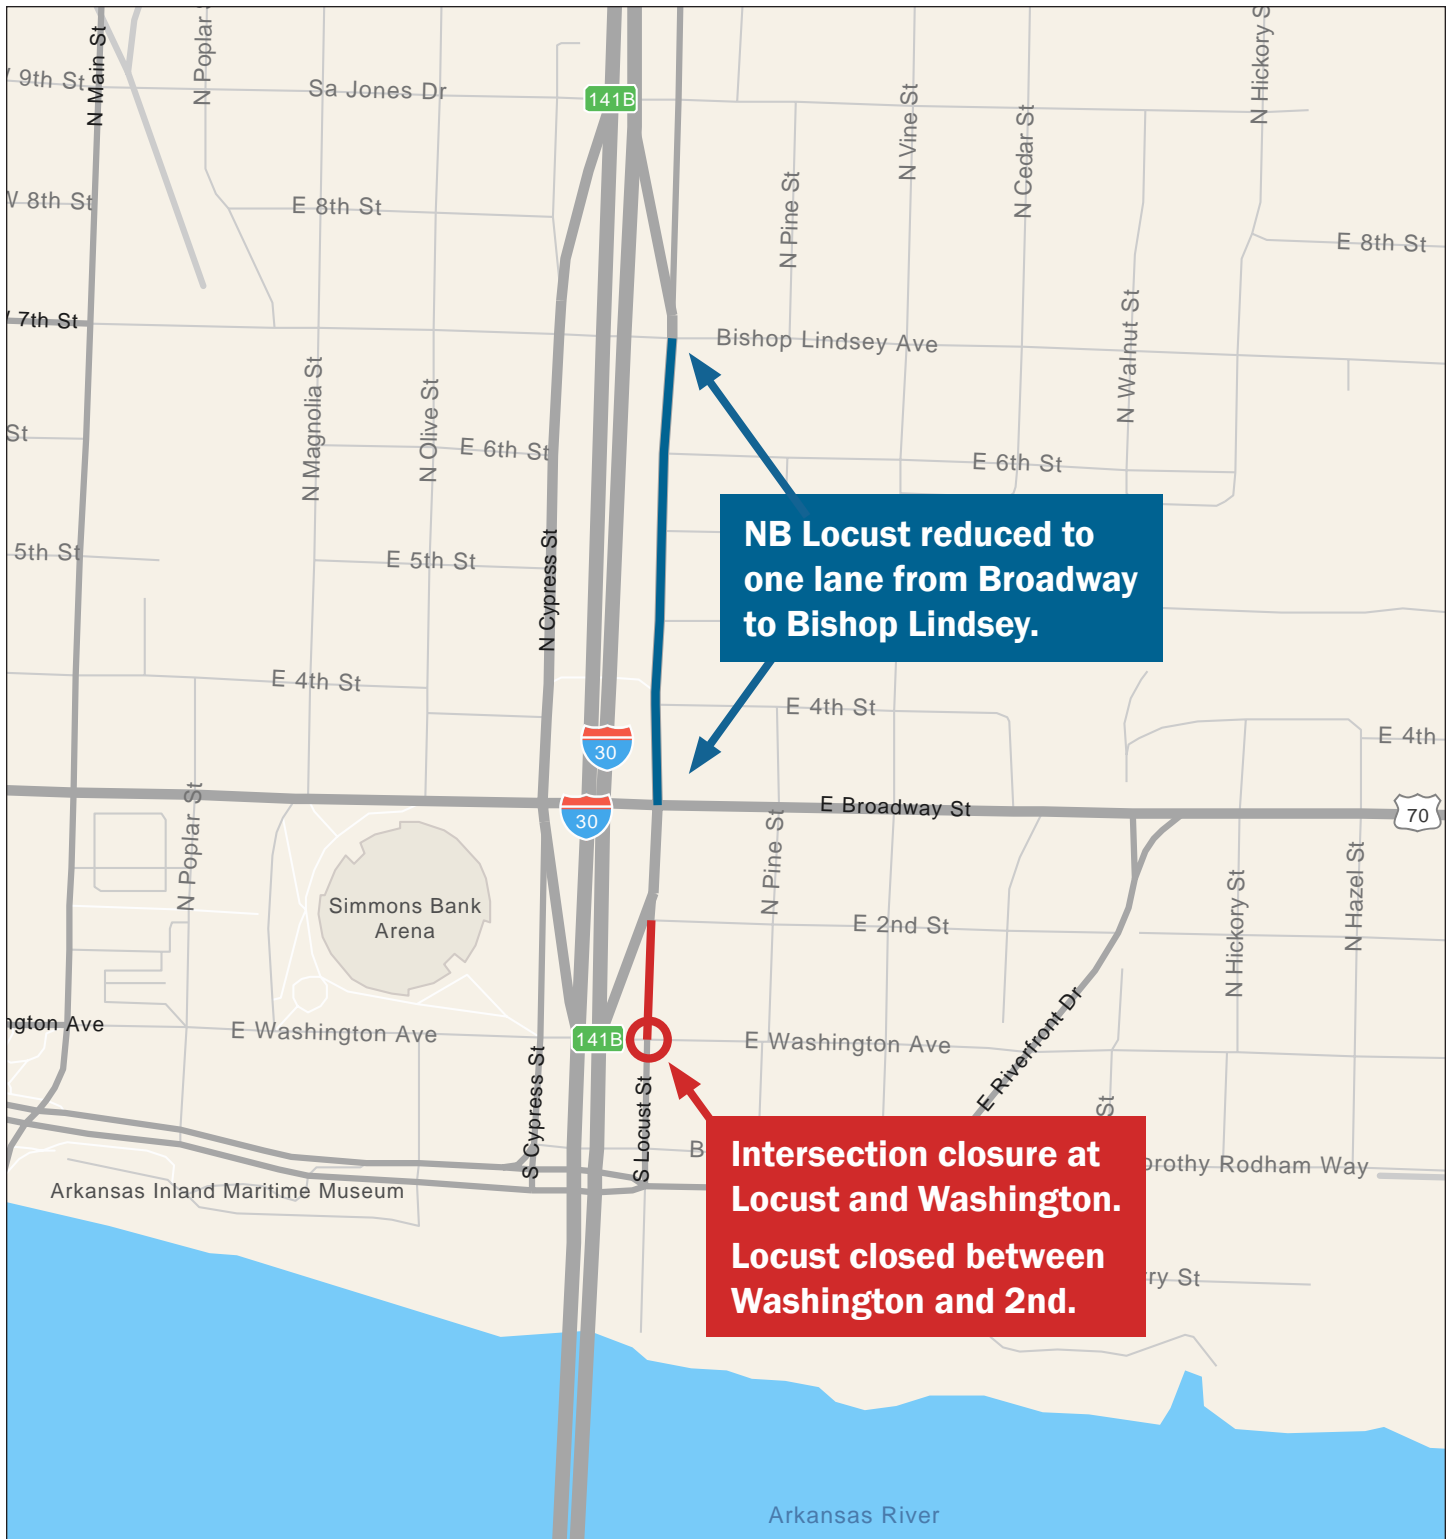 N Main St
N Poplar S
N Hickory S
9th St
Sa Jones Dr
141B
N Vine St
N Cedar St
N Pine St
W 8th St
E 8th St
E 8th St
7th St
Bishop Lindsey Ave
N Walnut St
N Magnolia St
N Olive St
St
E 6th St
E 6th St
NB Locust reduced to
one lane from Broadway
to Bishop Lindsey.
5th St
E 5th St
N Cypress St
E 4th St
E 4th St
E 4th
30
30
E Broadway St
70
N Poplar St
N Pine St
N Hickory St
N Hazel St
Simmons Bank
Arena
E 2nd St
ngton Ave
E Washington Ave
141B
E Washington Ave
E Riverfront Dr
S Cypress St
S Locust St
St
B
Intersection closure at
Locust and Washington.
Locust closed between
Washington and 2nd.
orothy Rodham Way
Arkansas Inland Maritime Museum
rry St
Arkansas River